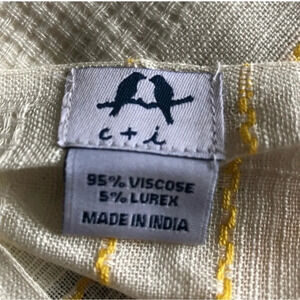 c + i
95% VISCOSE
5% LUREX
MADE IN INDIA